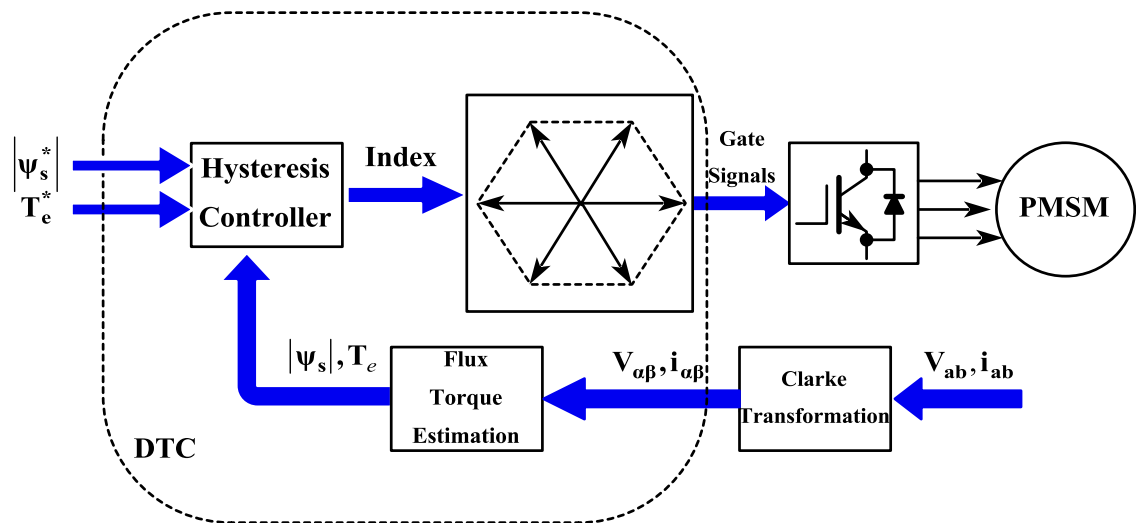 |ψs*|
Te*
Hysteresis
Controller
Index
Gate
Signals
PMSM
|ψs|, Te
Flux
Torque
Estimation
Vαβ, iαβ
Clarke
Transformation
Vab, iab
DTC